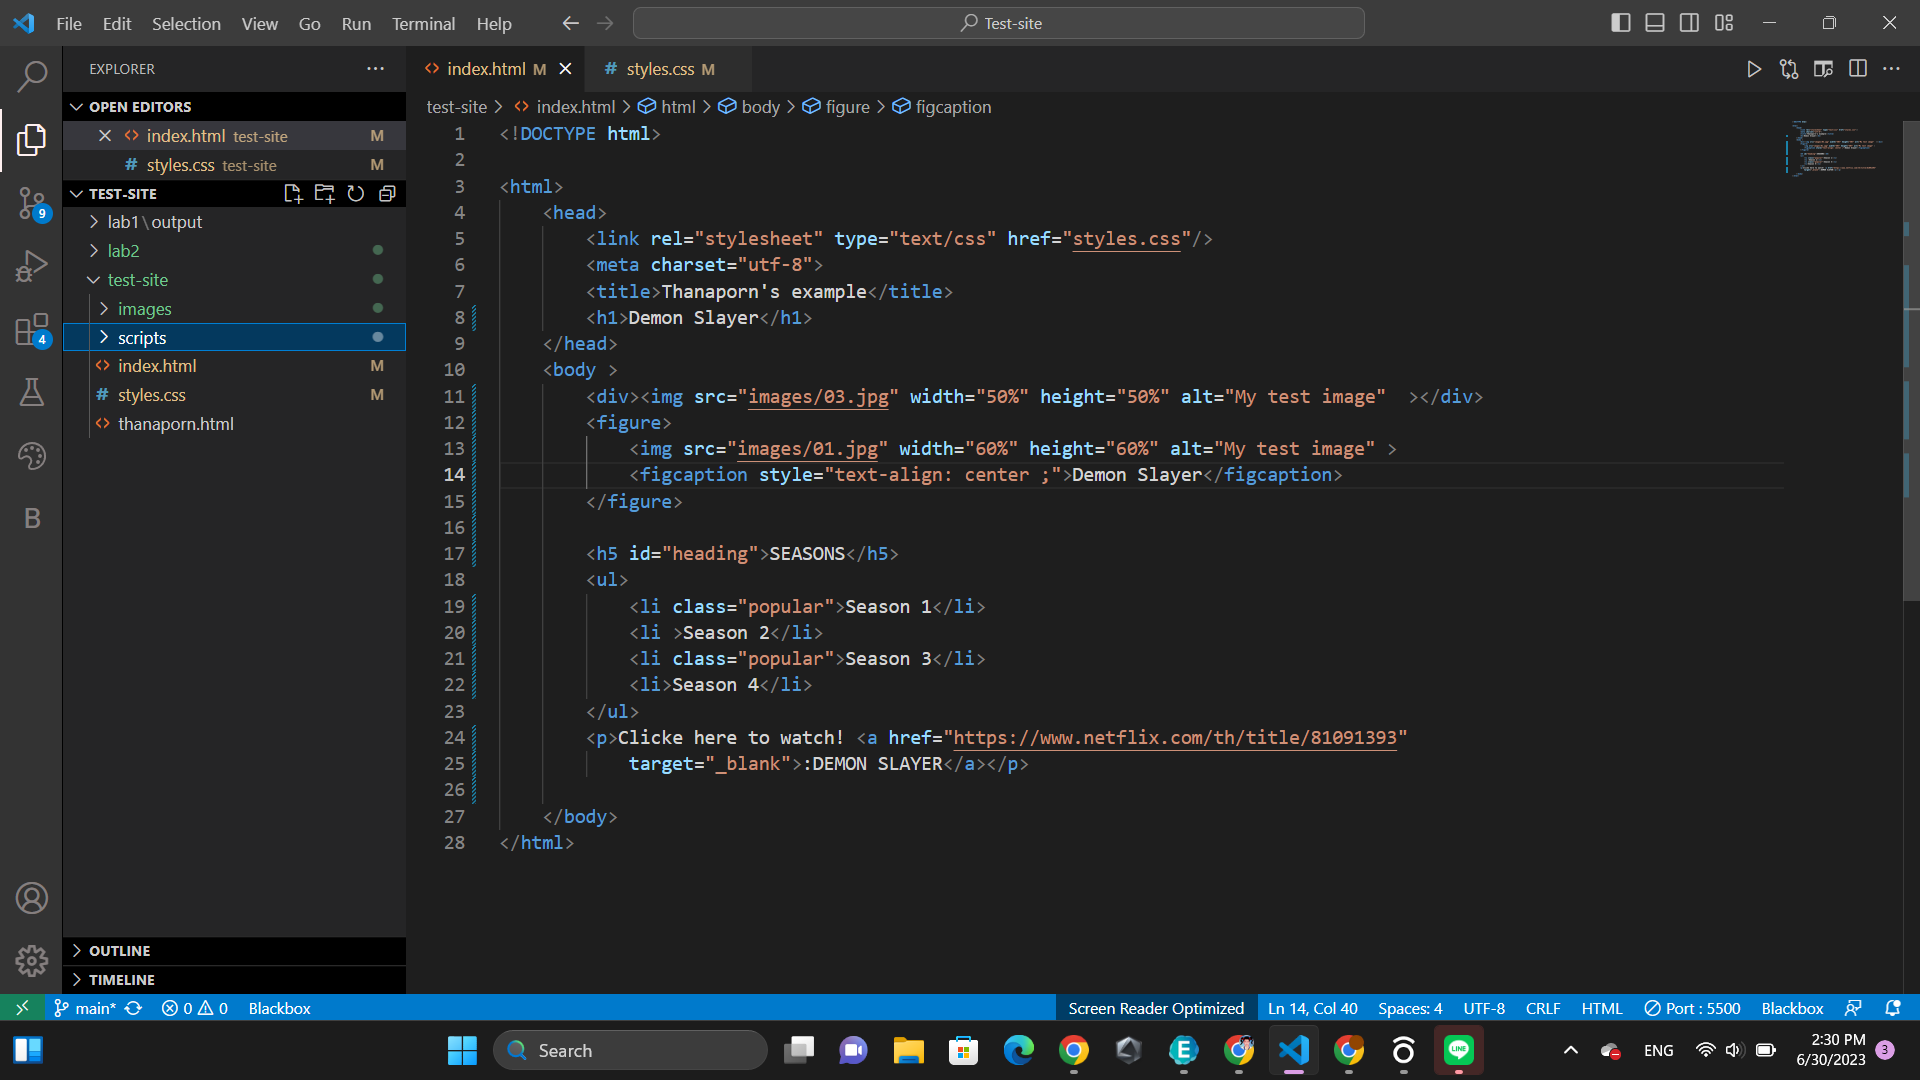 File Edit Selection View Go Run Terminal Help
Test-site
EXPLORER
OPEN EDITORS
index.html test-site M
styles.css test-site M
TEST-SITE
lab1\output
lab2
test-site
images
scripts
index.html M
styles.css M
thanaporn.html
OUTLINE
TIMELINE
9
4
B
index.html M
styles.css M
test-site > index.html > html > body > figure > figcaption
1 <!DOCTYPE html>
2
3 <html>
4 <head>
5 <link rel="stylesheet" type="text/css" href="styles.css"/>
6 <meta charset="utf-8">
7 <title>Thanaporn's example</title>
8 <h1>Demon Slayer</h1>
9 </head>
10 <body >
11 <div><img src="images/03.jpg" width="50%" height="50%" alt="My test image"  ></div>
12 <figure>
13 <img src="images/01.jpg" width="60%" height="60%" alt="My test image" >
14 <figcaption style="text-align: center ;">Demon Slayer</figcaption>
15 </figure>
16
17 <h5 id="heading">SEASONS</h5>
18 <ul>
19 <li class="popular">Season 1</li>
20 <li >Season 2</li>
21 <li class="popular">Season 3</li>
22 <li>Season 4</li>
23 </ul>
24 <p>Clicke here to watch! <a href="https://www.netflix.com/th/title/81091393"
25 target="_blank">:DEMON SLAYER</a></p>
26
27 </body>
28 </html>
main* 0 0 Blackbox
Screen Reader Optimized Ln 14, Col 40 Spaces: 4 UTF-8 CRLF HTML Port : 5500 Blackbox
Search
E
LINE
ENG
2:30 PM
6/30/2023
3